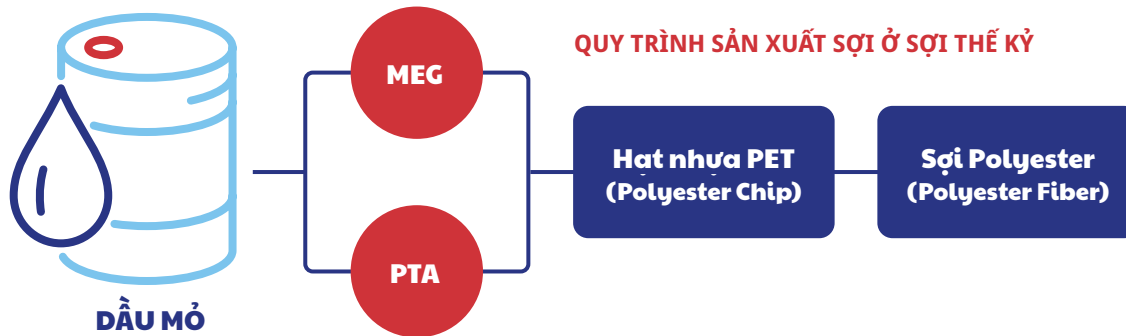 QUY TRÌNH SẢN XUẤT SỢI Ở SỢI THẾ KỶ
MEG
Hạt nhựa PET
(Polyester Chip)
Sợi Polyester
(Polyester Fiber)
PTA
DẦU MỎ